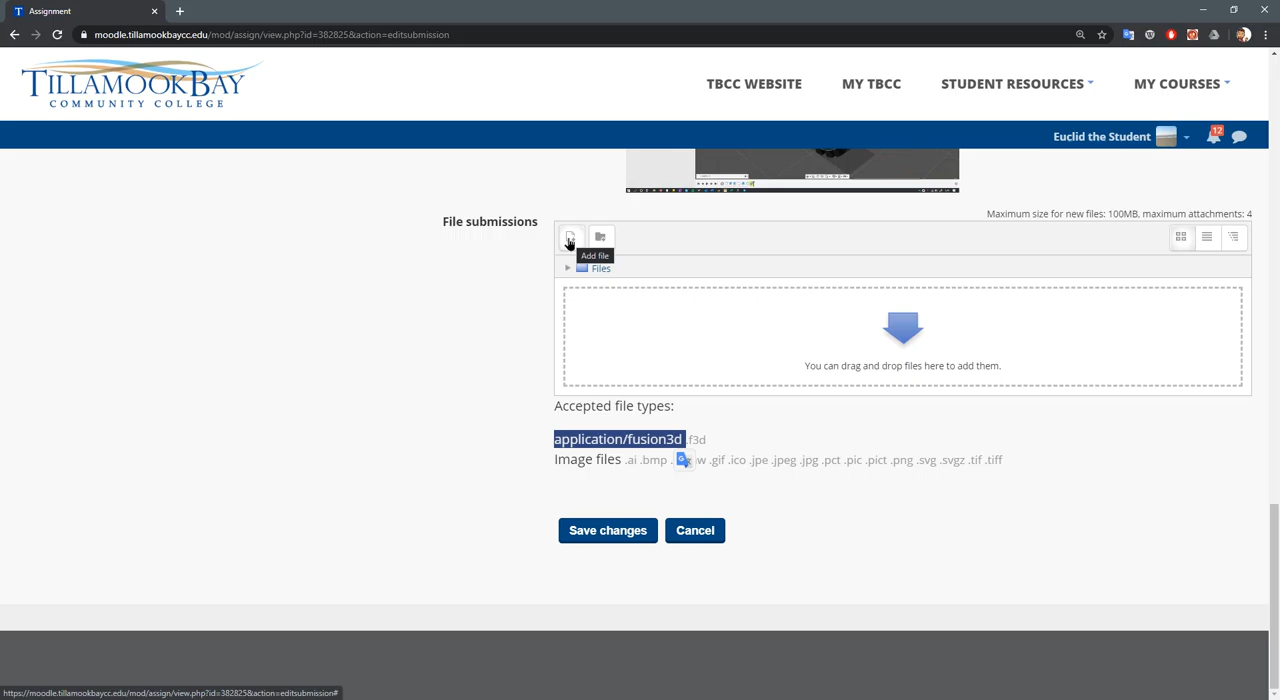 Assignment
moodle.tillamookbaycc.edu/mod/assign/view.php?id=382825&action=editsubmission
TILLAMOOKBAY
COMMUNITY COLLEGE
TBCC WEBSITE
MY TBCC
STUDENT RESOURCES
MY COURSES
Euclid the Student
12
File submissions
Maximum size for new files: 100MB, maximum attachments: 4
Add file
Files
You can drag and drop files here to add them.
Accepted file types:
application/fusion3d .f3d
Image files .ai .bmp .gif .ico .jpe .jpeg .jpg .pct .pic .pict .png .svg .svgz .tif .tiff
Save changes
Cancel
https://moodle.tillamookbaycc.edu/mod/assign/view.php?id=382825&action=editsubmission#